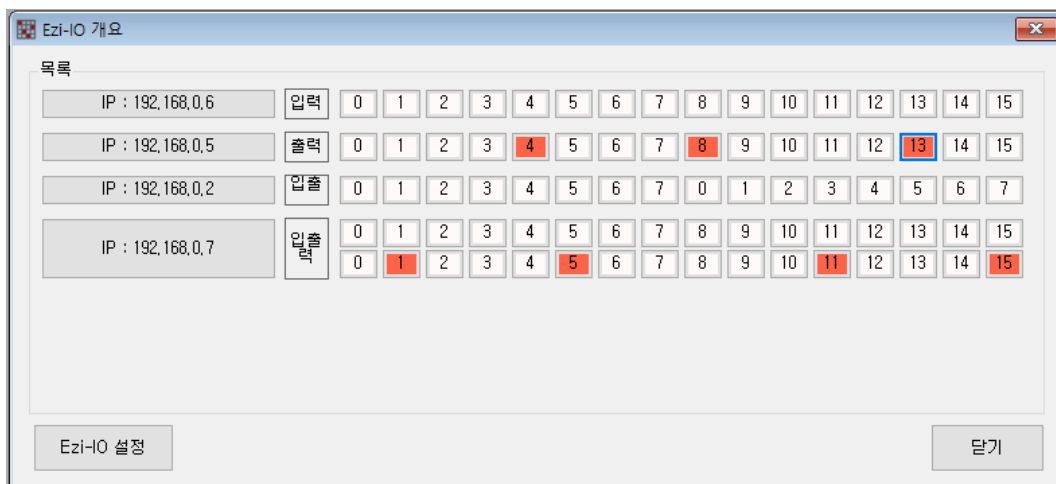 Ezi-IO 개요
목록
IP : 192,168,0,6 입력 0 1 2 3 4 5 6 7 8 9 10 11 12 13 14 15
IP : 192,168,0,5 출력 0 1 2 3 4 5 6 7 8 9 10 11 12 13 14 15
IP : 192,168,0,2 입출 0 1 2 3 4 5 6 7 0 1 2 3 4 5 6 7
IP : 192,168,0,7 입출력 0 1 2 3 4 5 6 7 8 9 10 11 12 13 14 15
0 1 2 3 4 5 6 7 8 9 10 11 12 13 14 15
Ezi-IO 설정 닫기